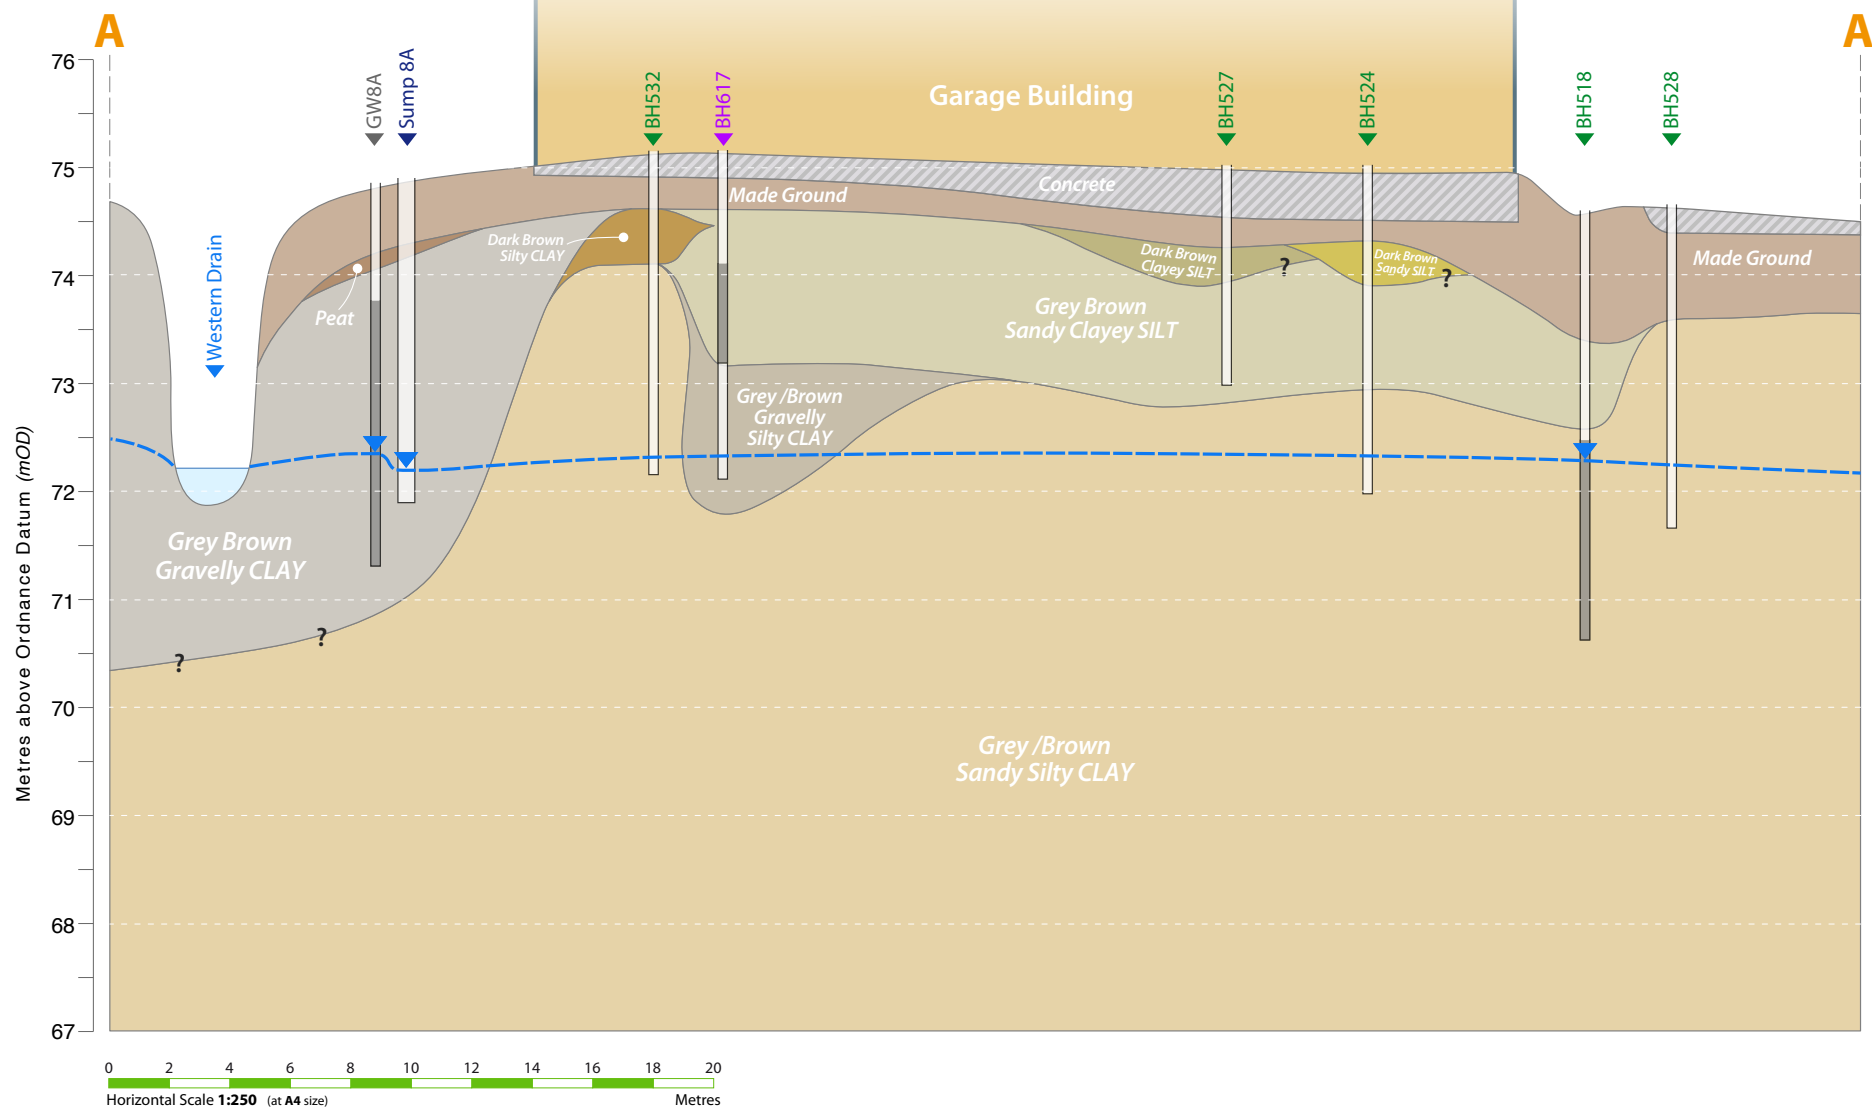 A
A
76
75
74
73
72
71
70
69
68
67
Metres above Ordnance Datum (mOD)
Western Drain
GW8A
Sump 8A
BH532
BH617
BH527
BH524
BH518
BH528
Garage Building
Concrete
Made Ground
Dark Brown
Silty CLAY
Peat
Dark Brown
Clayey SILT
?
Dark Brown
Sandy SILT
?
Made Ground
Grey Brown
Sandy Clayey SILT
Grey /Brown
Gravelly
Silty CLAY
Grey Brown
Gravelly CLAY
?
?
Grey /Brown
Sandy Silty CLAY
0 2 4 6 8 10 12 14 16 18 20
Horizontal Scale 1:250 (at A4 size) Metres